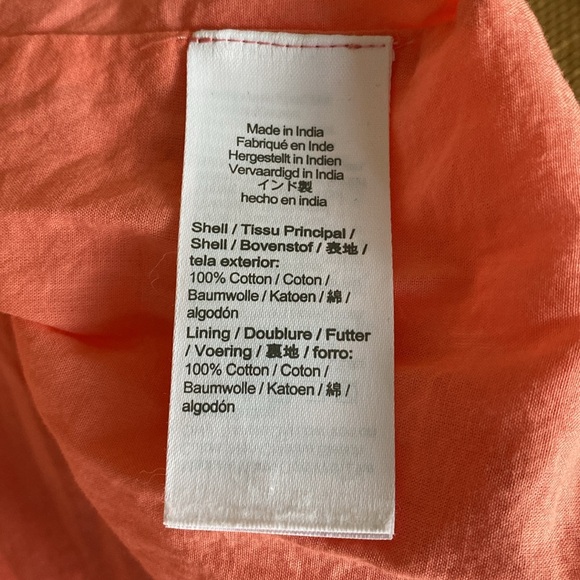 Made in India
Fabriqué en Inde
Hergestellt in Indien
Vervaardigd in India
インド製
hecho en india
Shell / Tissu Principal /
Shell / Bovenstof / 表地 /
tela exterior:
100% Cotton / Coton /
Baumwolle / Katoen / 綿 /
algodón
Lining / Doublure / Futter
/ Voering / 裏地 / forro:
100% Cotton / Coton /
Baumwolle / Katoen / 綿 /
algodón